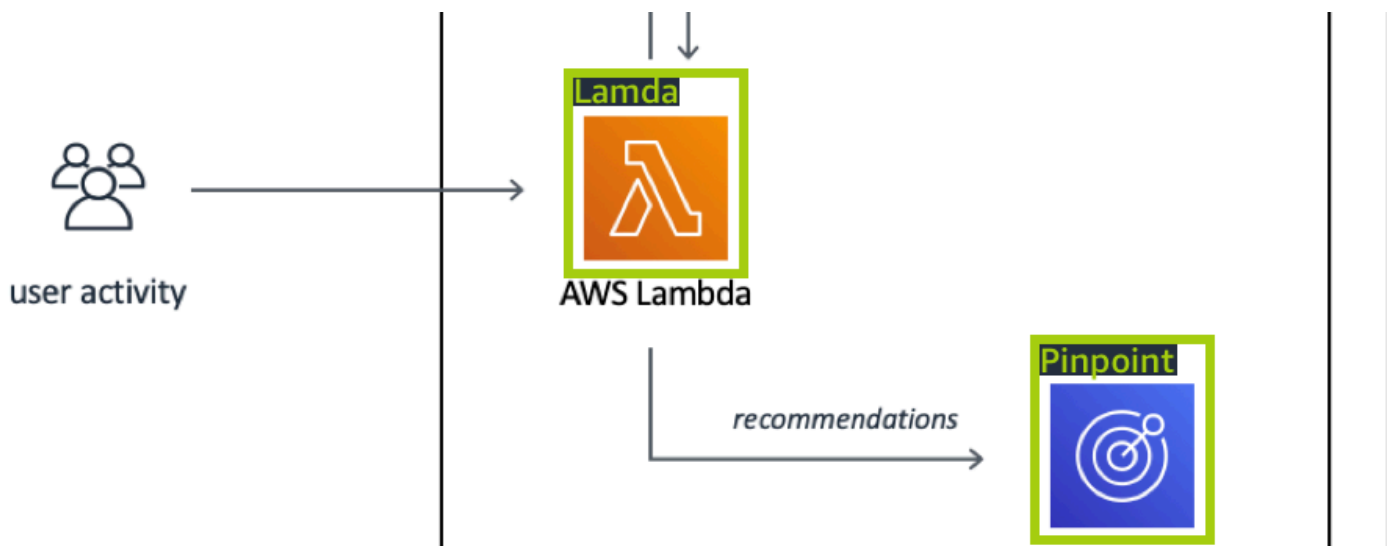 Lamda
user activity
AWS Lambda
Pinpoint
recommendations